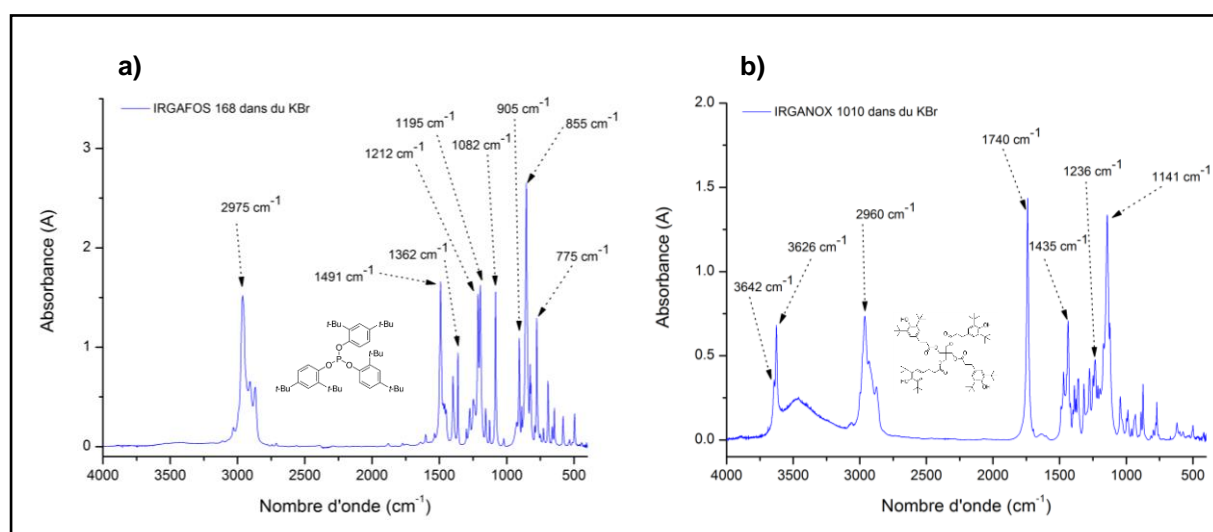 a)
IRGAFOS 168 dans du KBr
Absorbance (A)
3
2
1
0
2975 cm-1
1491 cm-1
1362 cm-1
1212 cm-1
1195 cm-1
1082 cm-1
905 cm-1
855 cm-1
775 cm-1
t-Bu
t-Bu
O
O
P
O
t-Bu
t-Bu
t-Bu
t-Bu
4000 3500 3000 2500 2000 1500 1000 500
Nombre d'onde (cm-1)
b)
IRGANOX 1010 dans du KBr
Absorbance (A)
2.0
1.5
1.0
0.5
0.0
3642 cm-1
3626 cm-1
2960 cm-1
1740 cm-1
1435 cm-1
1236 cm-1
1141 cm-1
4000 3500 3000 2500 2000 1500 1000 500
Nombre d'onde (cm-1)